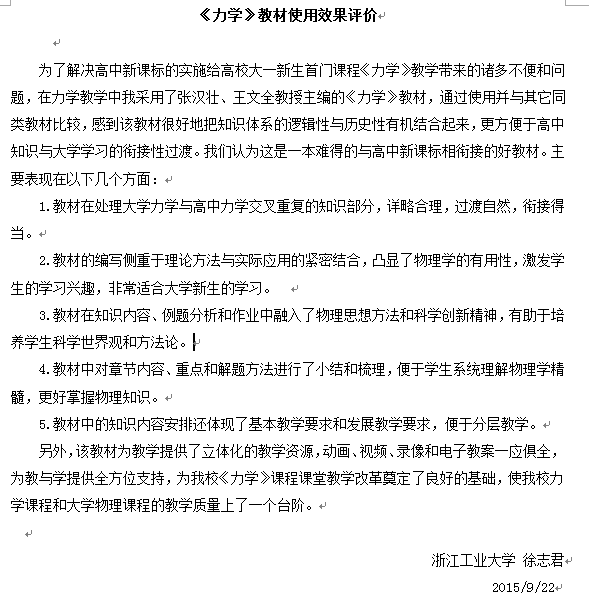 《力学》教材使用效果评价
为了解决高中新课标的实施给高校大一新生首门课程《力学》教学带来的诸多不便和问
题，在力学教学中我采用了张汉壮、王文全教授主编的《力学》教材，通过使用并与其它同
类教材比较，感到该教材很好地把知识体系的逻辑性与历史性有机结合起来，更方便于高中
知识与大学学习的衔接性过渡。我们认为这是一本难得的与高中新课标相衔接的好教材。主
要表现在以下几个方面：
1.教材在处理大学力学与高中力学交叉重复的知识部分，详略合理，过渡自然，衔接得
当。
2.教材的编写侧重于理论方法与实际应用的紧密结合，凸显了物理学的有用性，激发学
生的学习兴趣，非常适合大学新生的学习。
3.教材在知识内容、例题分析和作业中融入了物理思想方法和科学创新精神，有助于培
养学生科学世界观和方法论。
4.教材中对章节内容、重点和解题方法进行了小结和梳理，便于学生系统理解物理学精
髓，更好掌握物理知识。
5.教材中的知识内容安排还体现了基本教学要求和发展教学要求，便于分层教学。
另外，该教材为教学提供了立体化的教学资源，动画、视频、录像和电子教案一应俱全，
为教与学提供全方位支持，为我校《力学》课程课堂教学改革奠定了良好的基础，使我校力
学课程和大学物理课程的教学质量上了一个台阶。
浙江工业大学 徐志君
2015/9/22